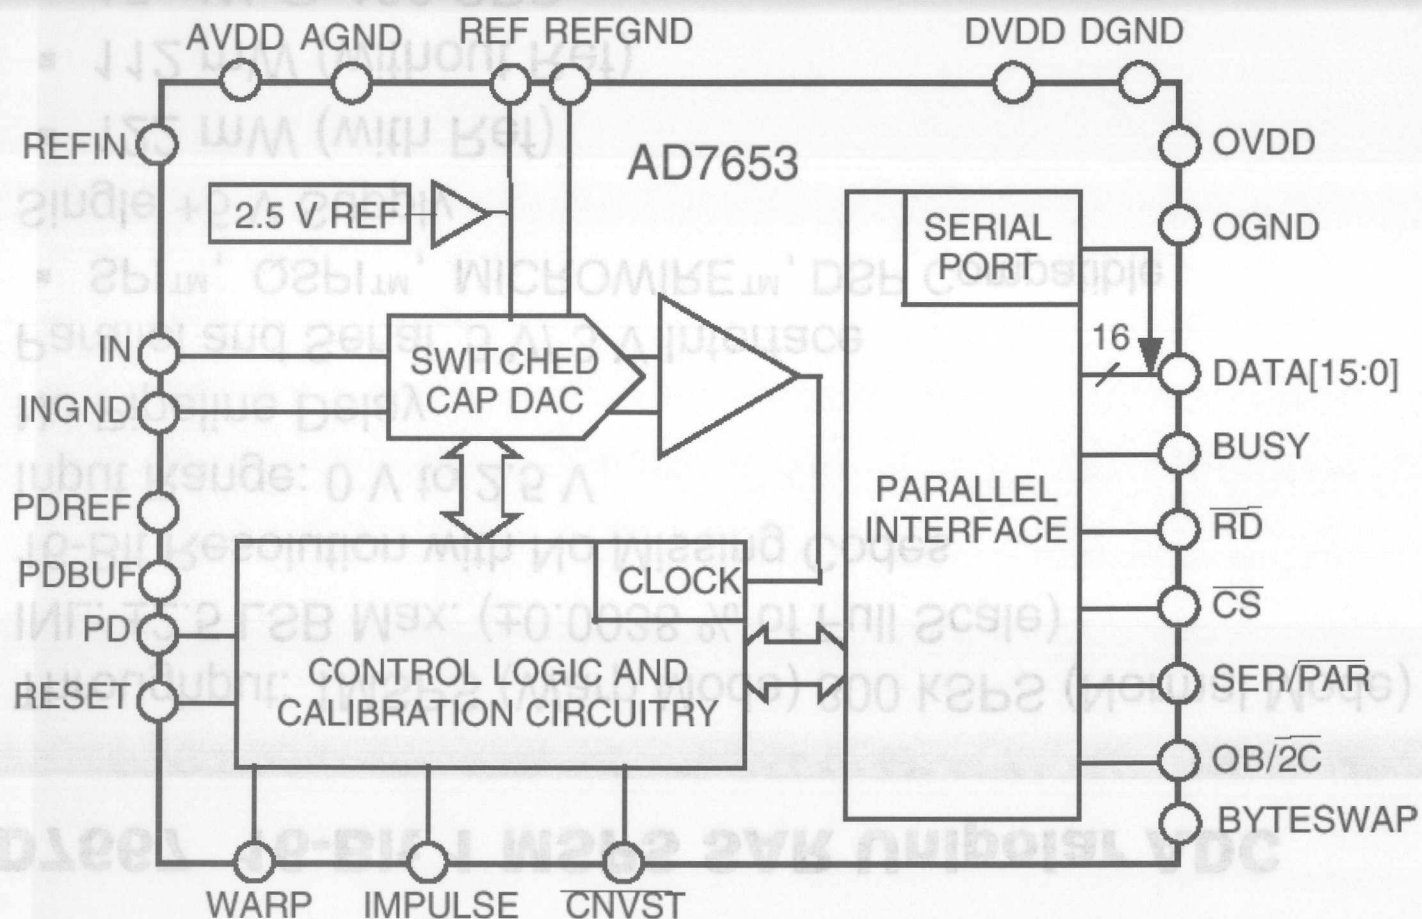 AVDD AGND REF REFGND DVDD DGND
REFIN
OVDD
AD7653
2.5 V REF
SERIAL
PORT
OGND
16
IN
SWITCHED
CAP DAC
DATA[15:0]
INGND
BUSY
PDREF
PARALLEL
INTERFACE
RD
PDBUF
CLOCK
CS
PD
CONTROL LOGIC AND
CALIBRATION CIRCUITRY
SER/PAR
RESET
OB/2C
BYTESWAP
WARP IMPULSE CNVST